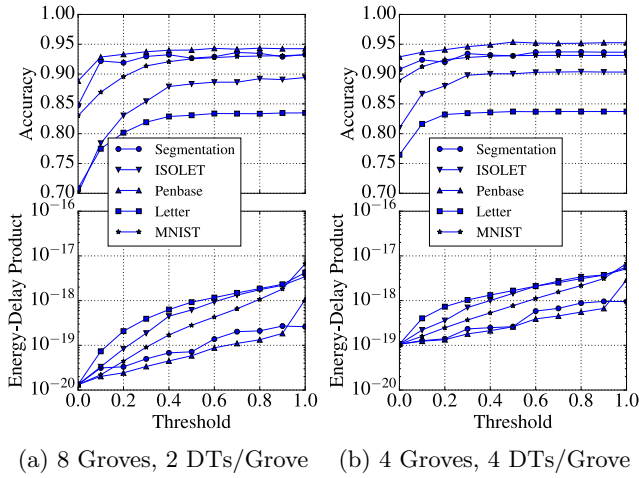 1.00
0.95
0.90
0.85
0.80
0.75
0.70
Accuracy
Segmentation
ISOLET
Penbase
Letter
MNIST
10⁻¹⁶
10⁻¹⁷
10⁻¹⁸
10⁻¹⁹
10⁻²⁰
Energy-Delay Product
0.0 0.2 0.4 0.6 0.8 1.0
Threshold
(a) 8 Groves, 2 DTs/Grove
1.00
0.95
0.90
0.85
0.80
0.75
0.70
Accuracy
Segmentation
ISOLET
Penbase
Letter
MNIST
10⁻¹⁶
10⁻¹⁷
10⁻¹⁸
10⁻¹⁹
10⁻²⁰
Energy-Delay Product
0.0 0.2 0.4 0.6 0.8 1.0
Threshold
(b) 4 Groves, 4 DTs/Grove